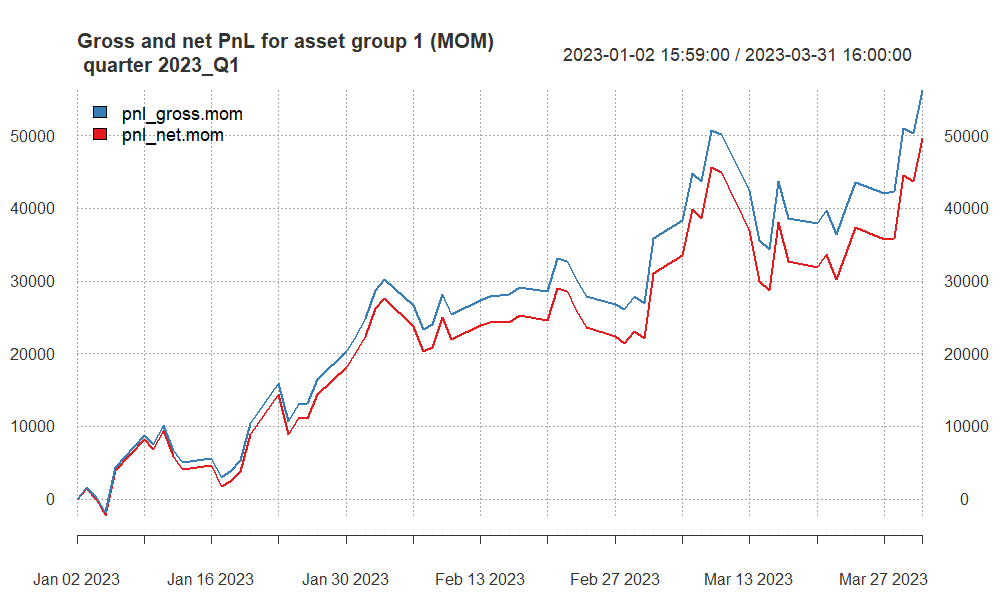 Gross and net PnL for asset group 1 (MOM)
quarter 2023_Q1
2023-01-02 15:59:00 / 2023-03-31 16:00:00
pnl_gross.mom
pnl_net.mom
50000 50000
40000 40000
30000 30000
20000 20000
10000 10000
0 0
Jan 02 2023 Jan 16 2023 Jan 30 2023 Feb 13 2023 Feb 27 2023 Mar 13 2023 Mar 27 2023